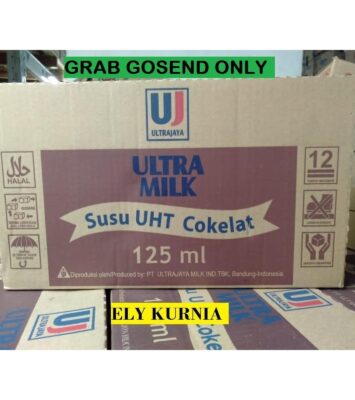 GRAB GOSEND ONLY
UJ
ULTRAJAYA
ULTRA
MILK
HALAL
12
Susu UHT Cokelat
125 ml
Diproduksi oleh/Produced by: PT. ULTRAJAYA MILK IND TBK, Bandung-Indonesia
ELY KURNIA